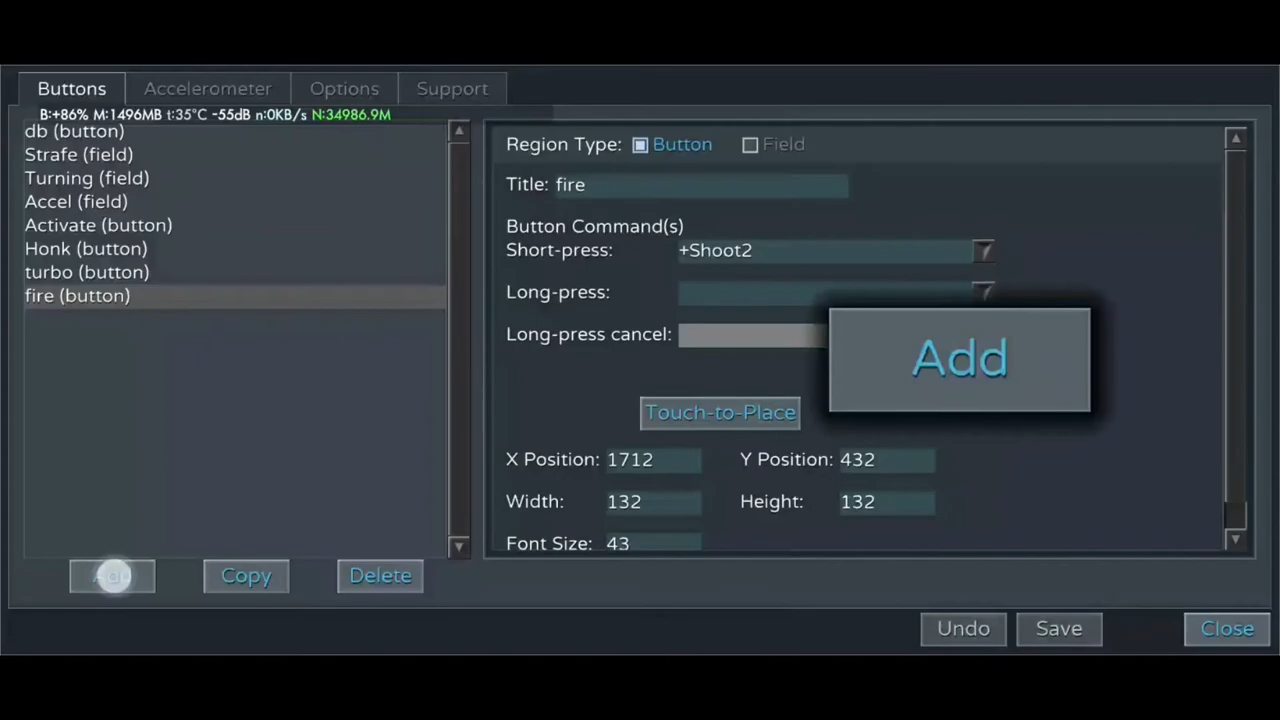 Buttons Accelerometer Options Support
B:+86% M:1496MB t:35°C -55dB n:0KB/s N:34986.9M
db (button)
Strafe (field)
Turning (field)
Accel (field)
Activate (button)
Honk (button)
turbo (button)
fire (button)
Add Copy Delete
Region Type: Button Field
Title: fire
Button Command(s)
Short-press: +Shoot2
Long-press:
Long-press cancel:
Add
Touch-to-Place
X Position: 1712 Y Position: 432
Width: 132 Height: 132
Font Size: 43
Undo Save Close